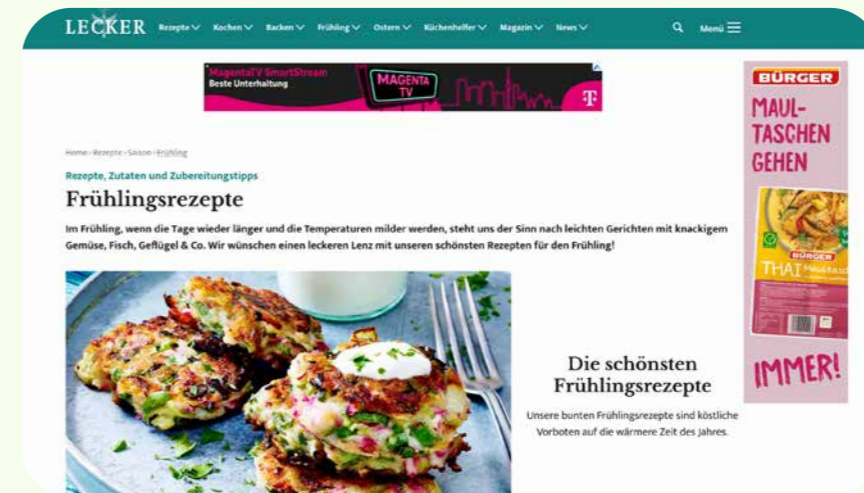 LECKER Rezepte Kochen Backen Frühling Ostern Küchenhelfer Magazin News Menü
MagentaTV SmartStream
Beste Unterhaltung
MAGENTA
TV
T
Home › Rezepte › Saison › Frühling
Rezepte, Zutaten und Zubereitungstipps
Frühlingsrezepte
Im Frühling, wenn die Tage wieder länger und die Temperaturen milder werden, steht uns der Sinn nach leichten Gerichten mit knackigem
Gemüse, Fisch, Geflügel & Co. Wir wünschen einen leckeren Lenz mit unseren schönsten Rezepten für den Frühling!
Die schönsten
Frühlingsrezepte
Unsere bunten Frühlingsrezepte sind köstliche
Vorboten auf die wärmere Zeit des Jahres.
BÜRGER
MAUL-
TASCHEN
GEHEN
BÜRGER
THAI
IMMER!